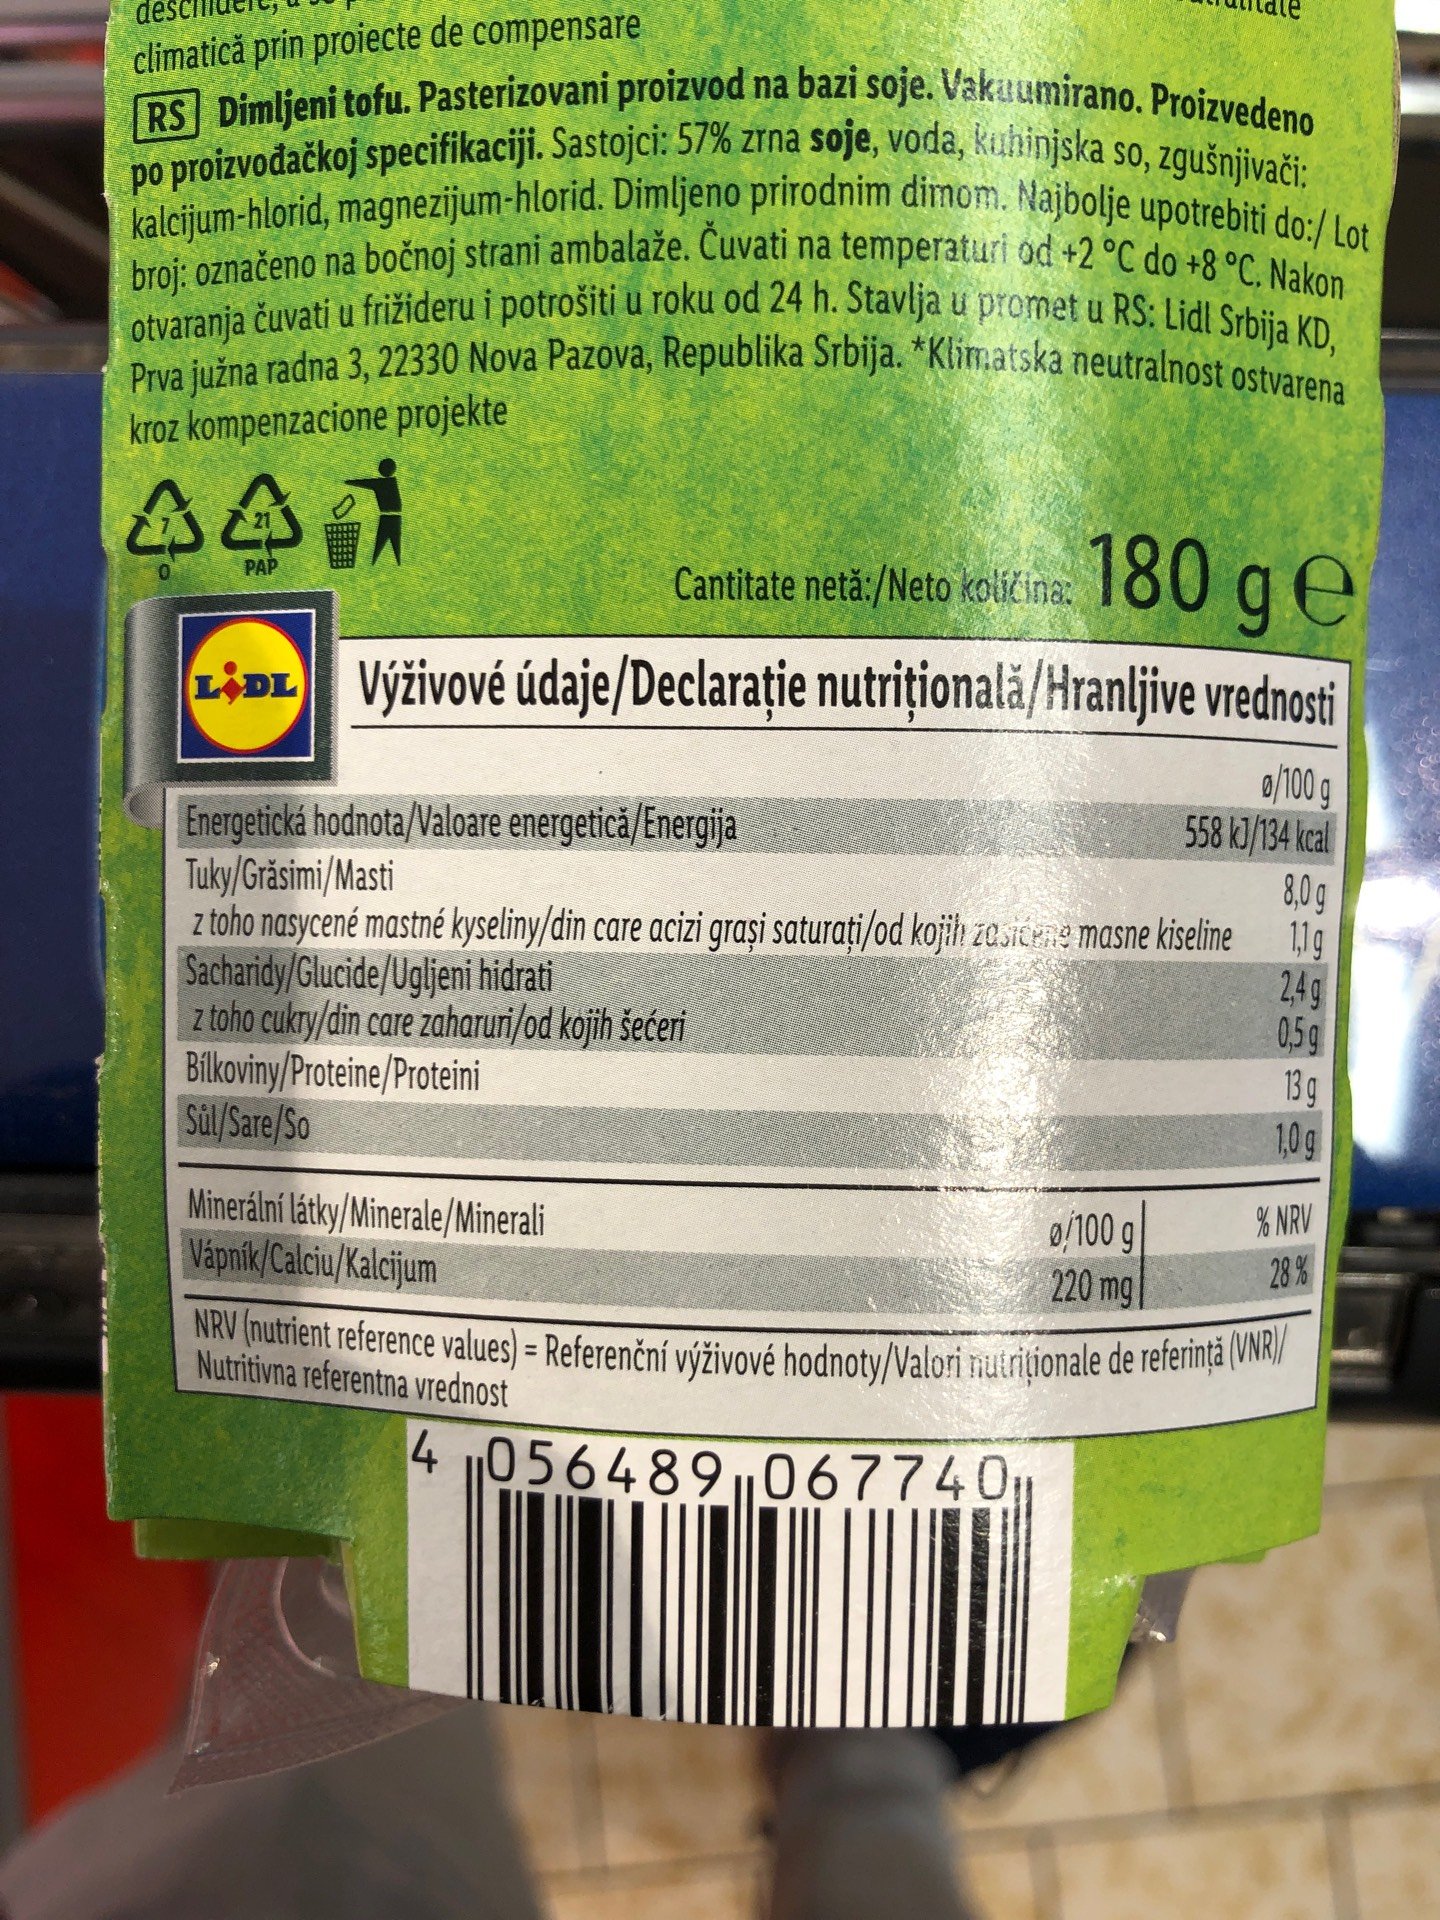 climatică prin proiecte de compensare
RS Dimljeni tofu. Pasterizovani proizvod na bazi soje. Vakuumirano. Proizvedeno
po proizvođačkoj specifikaciji. Sastojci: 57% zrna soje, voda, kuhinjska so, zgušnjivači:
kalcijum-hlorid, magnezijum-hlorid. Dimljeno prirodnim dimom. Najbolje upotrebiti do:/ Lot
broj: označeno na bočnoj strani ambalaže. Čuvati na temperaturi od +2 °C do +8 °C. Nakon
otvaranja čuvati u frižideru i potrošiti u roku od 24 h. Stavlja u promet u RS: Lidl Srbija KD,
Prva južna radna 3, 22330 Nova Pazova, Republika Srbija. *Klimatska neutralnost ostvarena
kroz kompenzacione projekte
7 21
O PAP
Cantitate netă:/Neto količina: 180 g e
LIDL
Výživové údaje/Declarație nutrițională/Hranljive vrednosti
ø/100 g
Energetická hodnota/Valoare energetică/Energija 558 kJ/134 kcal
Tuky/Grăsimi/Masti 8,0 g
z toho nasycené mastné kyseliny/din care acizi grași saturați/od kojih zasićene masne kiseline 1,1 g
Sacharidy/Glucide/Ugljeni hidrati 2,4 g
z toho cukry/din care zaharuri/od kojih šećeri 0,5 g
Bílkoviny/Proteine/Proteini 13 g
Sůl/Sare/So 1,0 g
Minerální látky/Minerale/Minerali ø/100 g % NRV
Vápník/Calciu/Kalcijum 220 mg 28 %
NRV (nutrient reference values) = Referenční výživové hodnoty/Valori nutriționale de referință (VNR)/
Nutritivna referentna vrednost
4 056489 067740